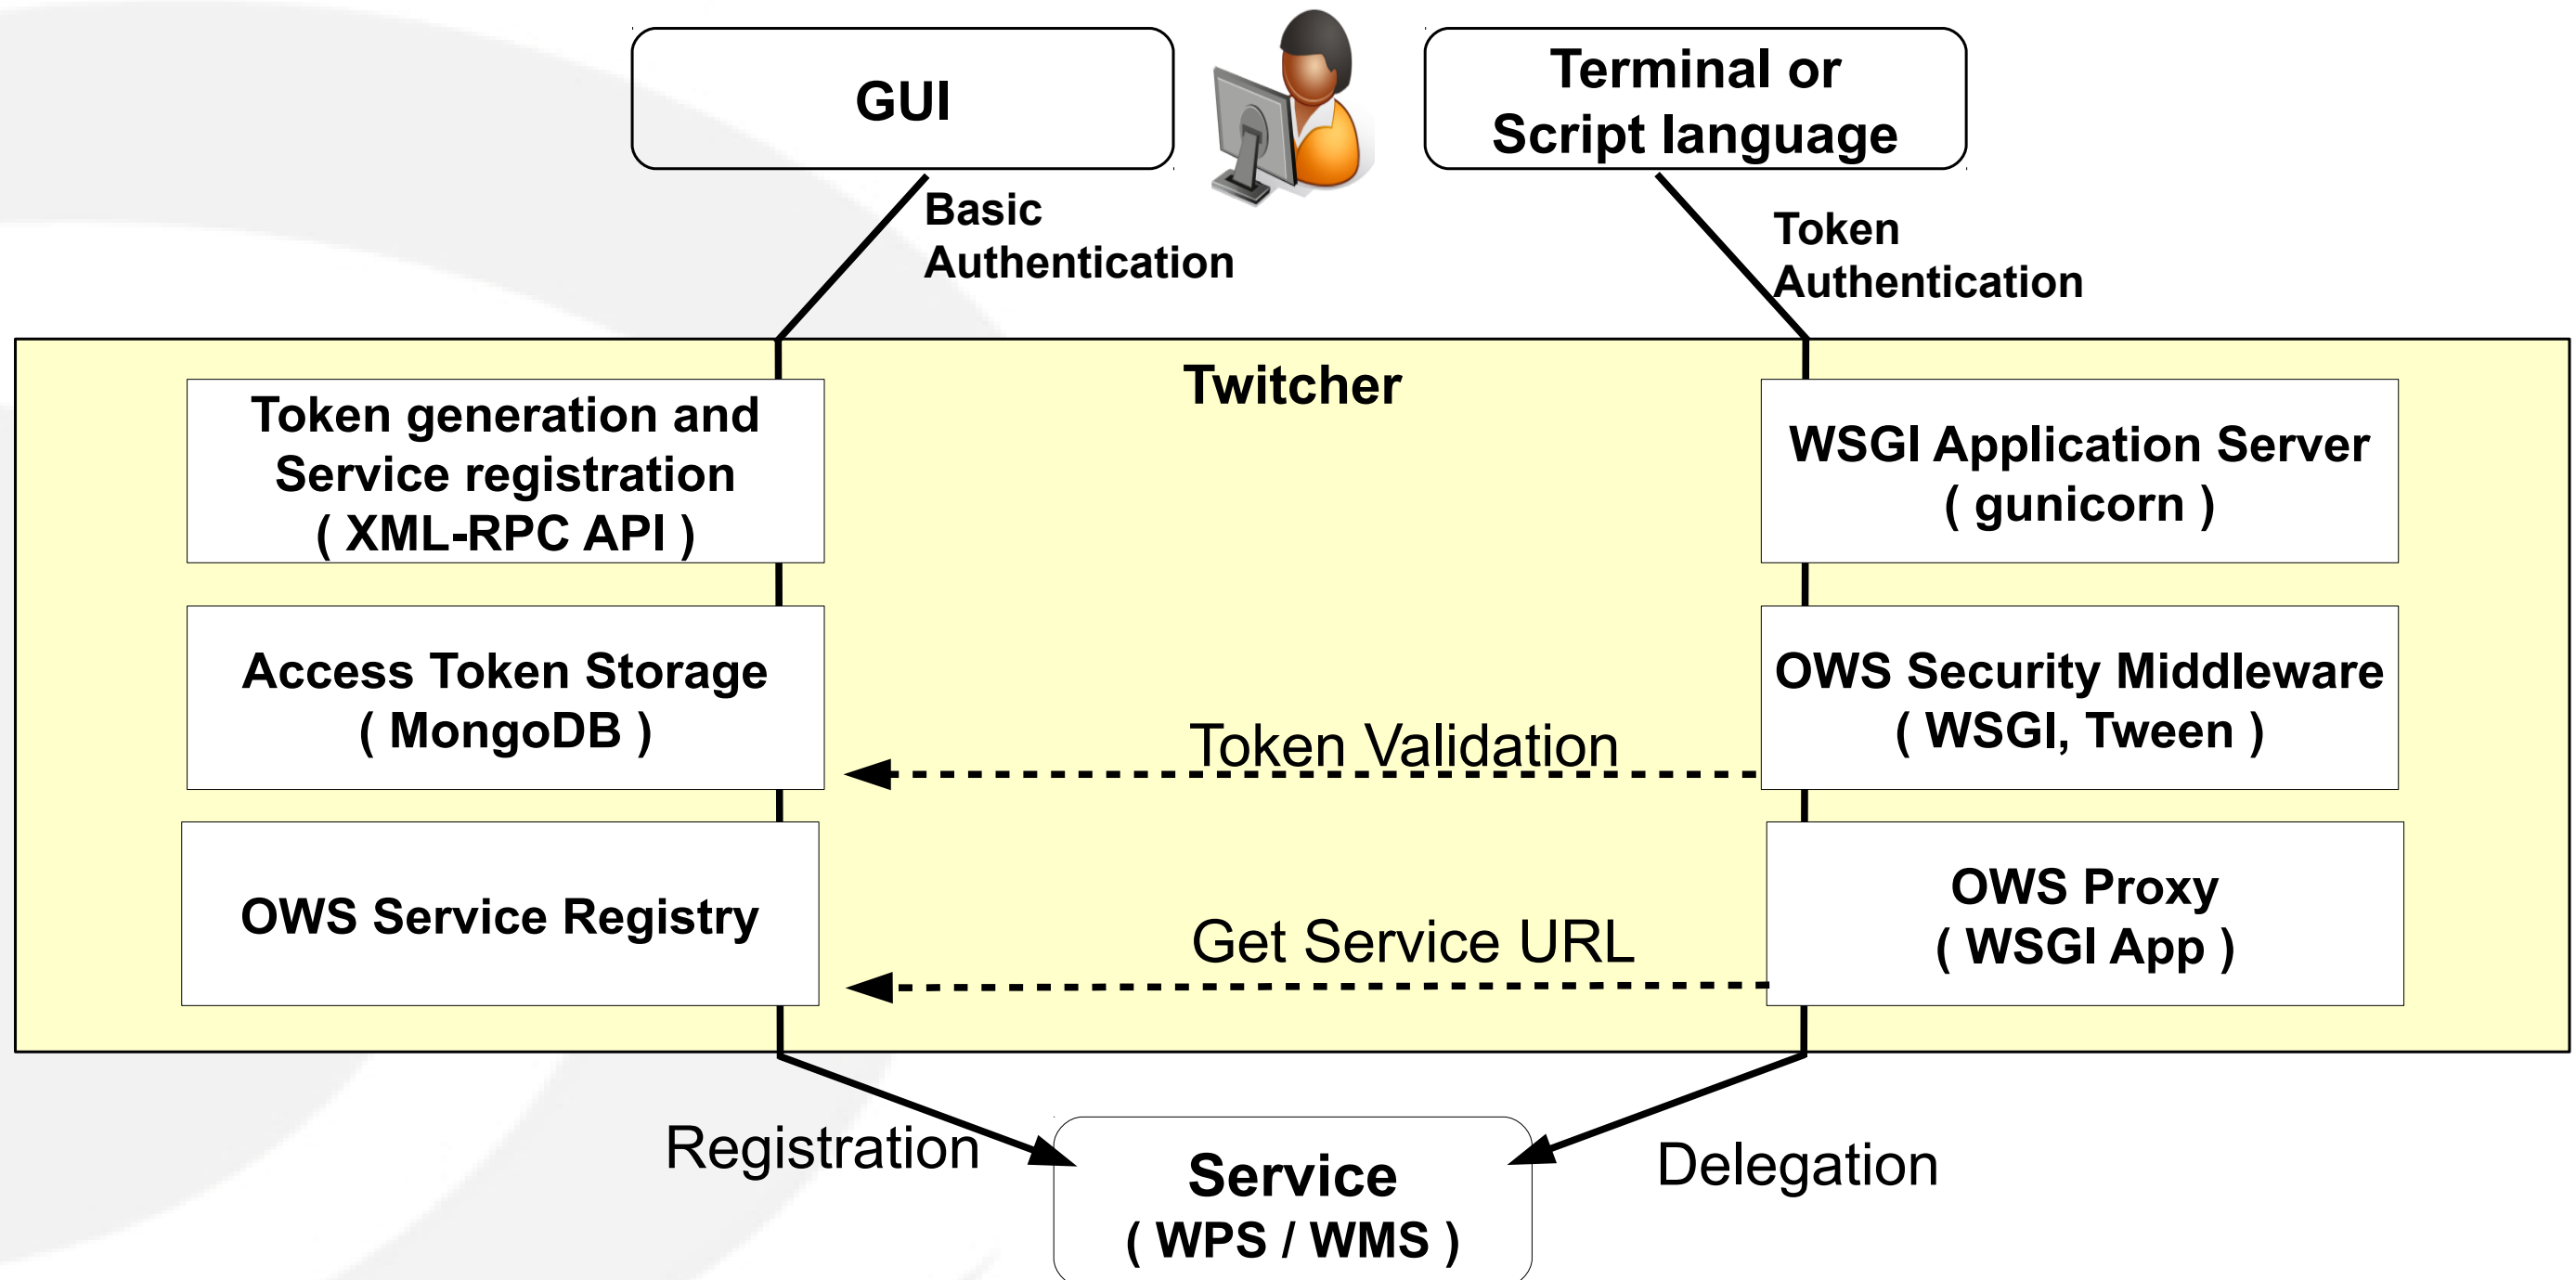 GUI
Terminal or
Script language
Basic
Authentication
Token
Authentication
Twitcher
Token generation and
Service registration
( XML-RPC API )
WSGI Application Server
( gunicorn )
Access Token Storage
( MongoDB )
Token Validation
OWS Security Middleware
( WSGI, Tween )
OWS Service Registry
Get Service URL
OWS Proxy
( WSGI App )
Registration
Service
( WPS / WMS )
Delegation